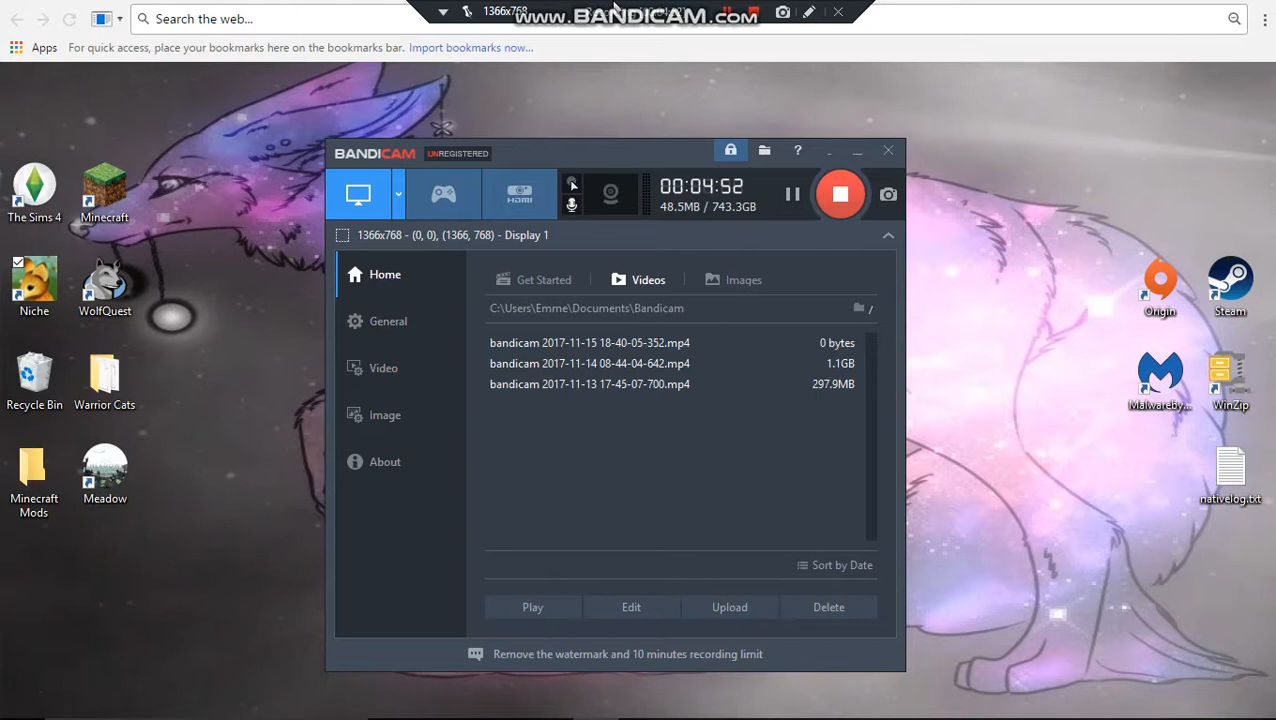 Search the web...
1366x768
www.BANDICAM.com
Apps For quick access, place your bookmarks here on the bookmarks bar. Import bookmarks now...
BANDICAM UNREGISTERED
?
HDMI
00:04:52
48.5MB / 743.3GB
1366x768 - (0, 0), (1366, 768) - Display 1
Home
General
Video
Image
About
Get Started
Videos
Images
C:\Users\Emme\Documents\Bandicam
/
bandicam 2017-11-15 18-40-05-352.mp4 0 bytes
bandicam 2017-11-14 08-44-04-642.mp4 1.1GB
bandicam 2017-11-13 17-45-07-700.mp4 297.9MB
Sort by Date
Play
Edit
Upload
Delete
Remove the watermark and 10 minutes recording limit
The Sims 4
Minecraft
Niche
WolfQuest
Recycle Bin
Warrior Cats
Minecraft
Mods
Meadow
Origin
Steam
Malwareby...
WinZip
nativelog.txt